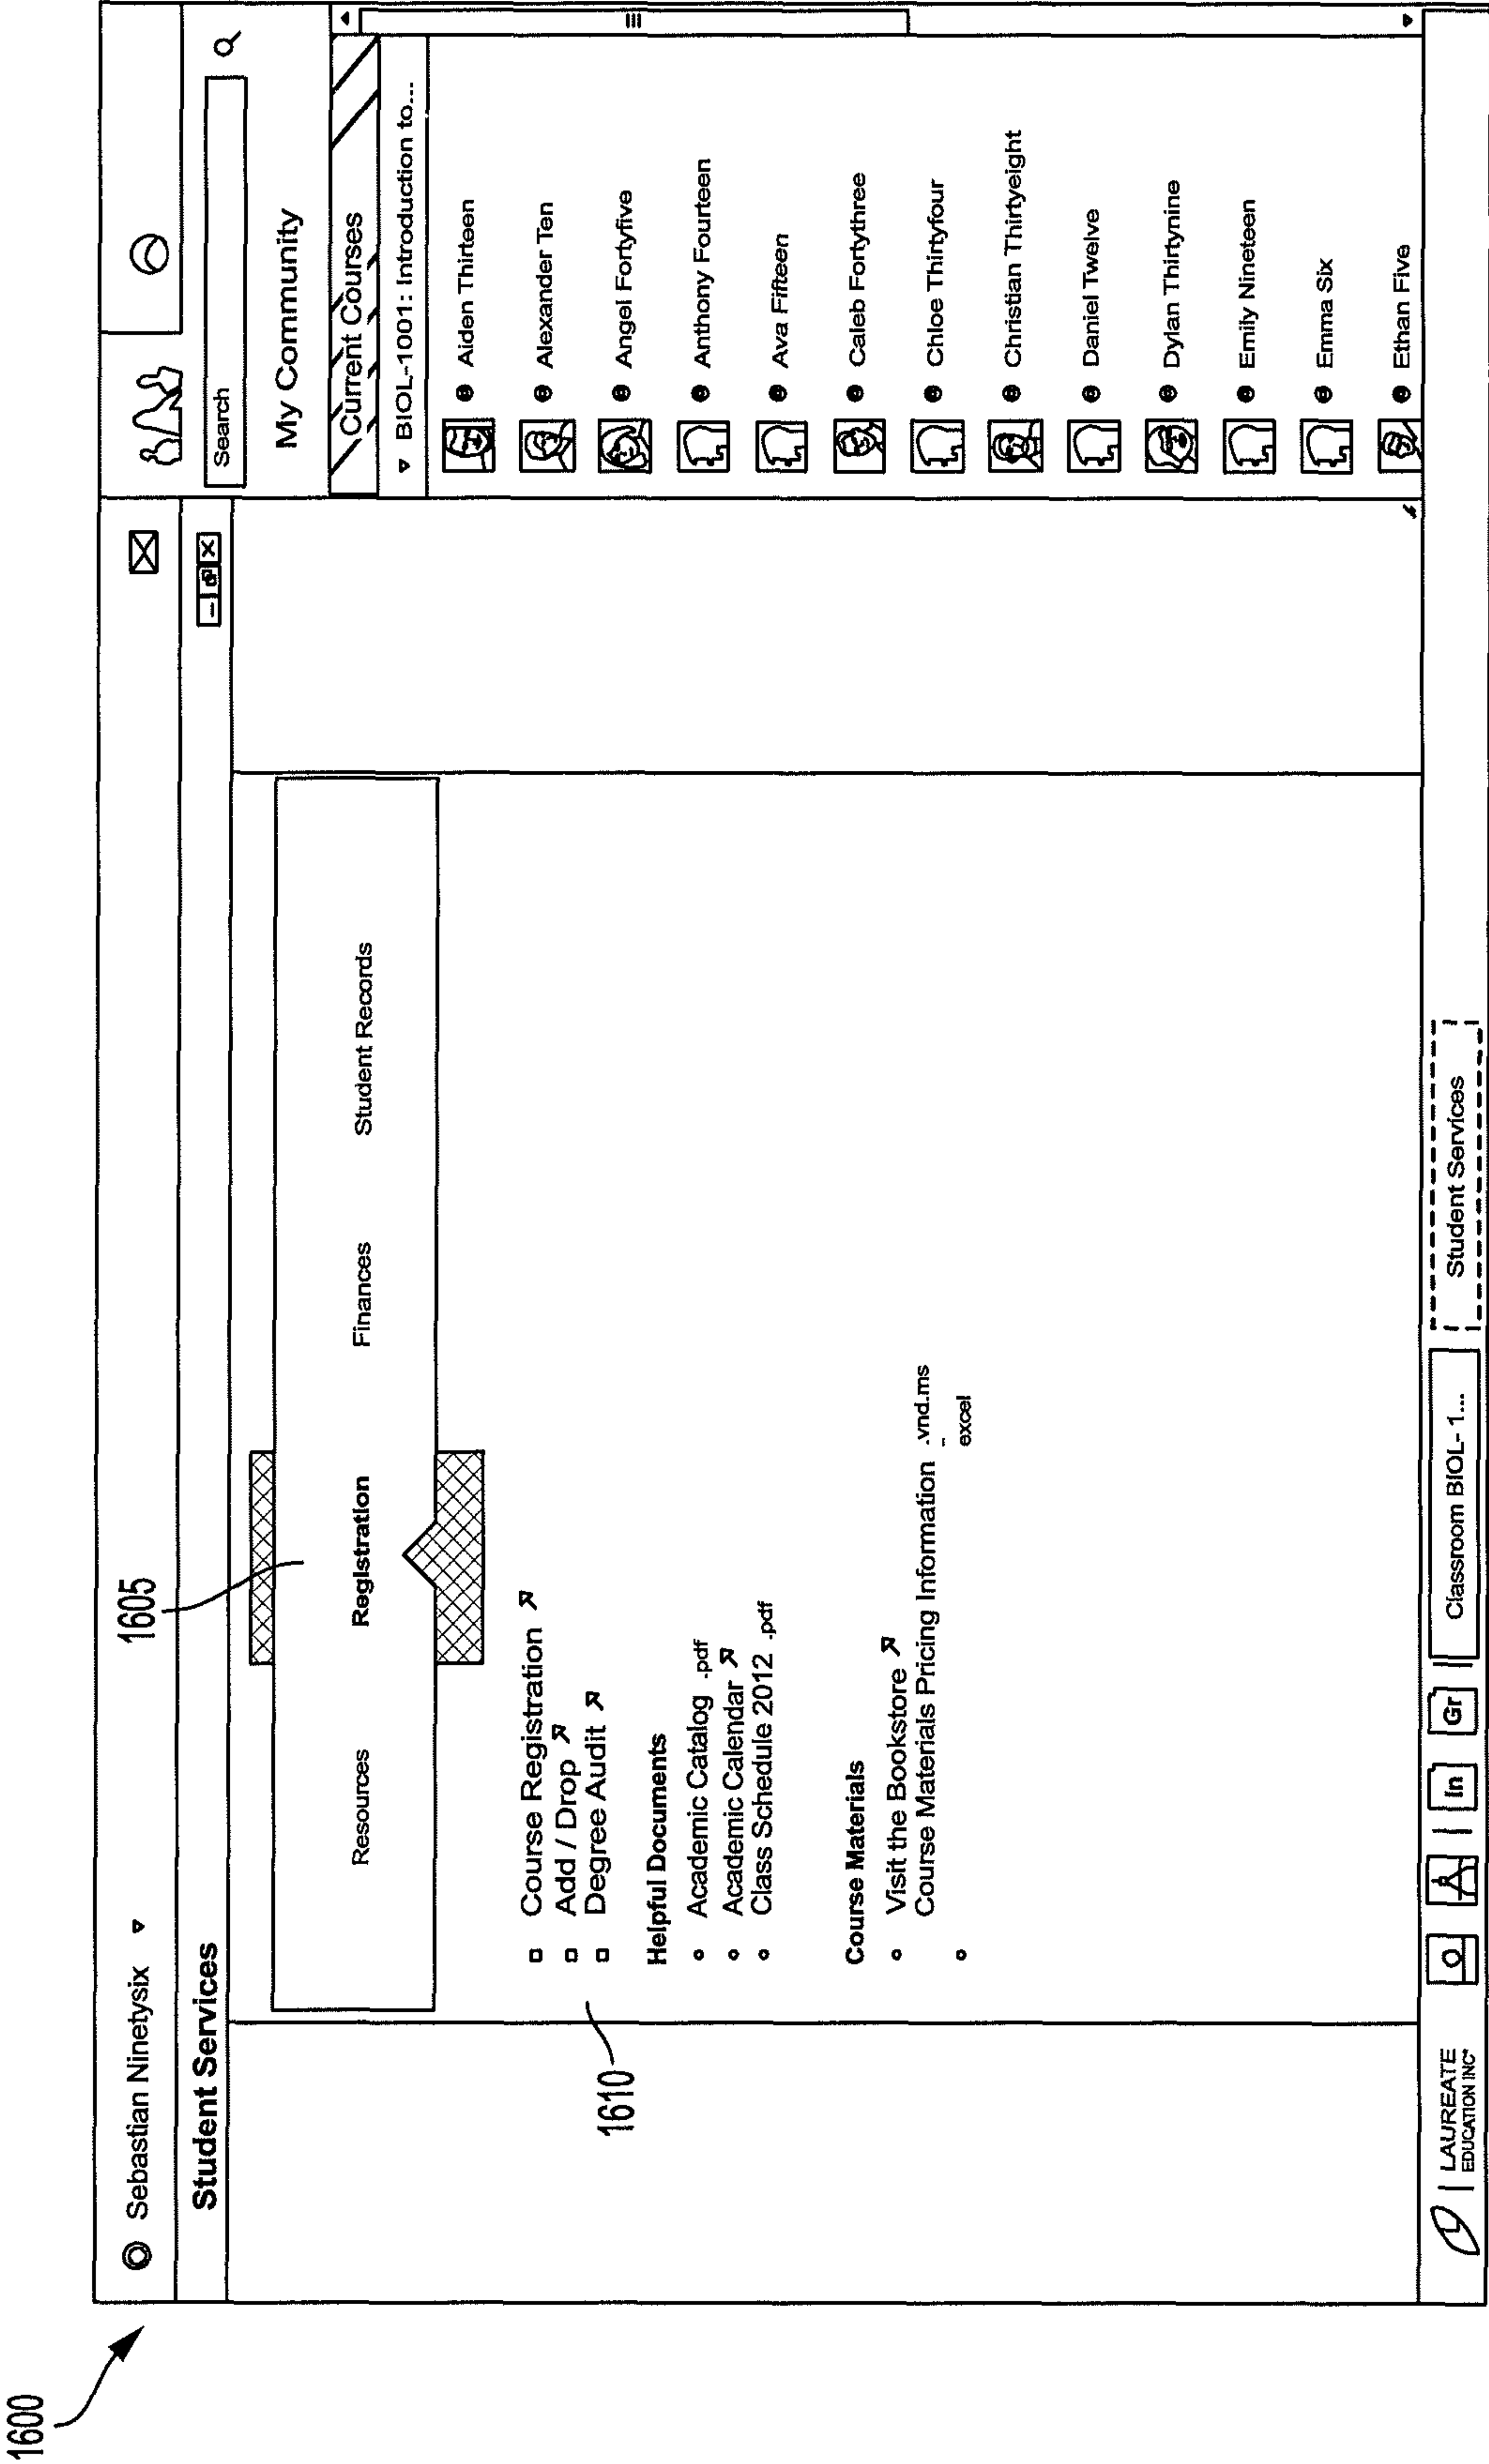 1600
Sebastian Ninetysix
1605
Student Services
Search
My Community
Current Courses
BIOL-1001: Introduction to...
Aiden Thirteen
Alexander Ten
Angel Fortyfive
Anthony Fourteen
Ava Fifteen
Caleb Fortythree
Chloe Thirtyfour
Christian Thirtyeight
Daniel Twelve
Dylan Thirtynine
Emily Nineteen
Emma Six
Ethan Five
Resources
Registration
Finances
Student Records
1610
Course Registration
Add / Drop
Degree Audit
Helpful Documents
Academic Catalog .pdf
Academic Calendar
Class Schedule 2012 .pdf
Course Materials
Visit the Bookstore
Course Materials Pricing Information .vnd.ms
-
excel
LAUREATE
EDUCATION INC
In
Gr
Classroom BIOL- 1...
Student Services